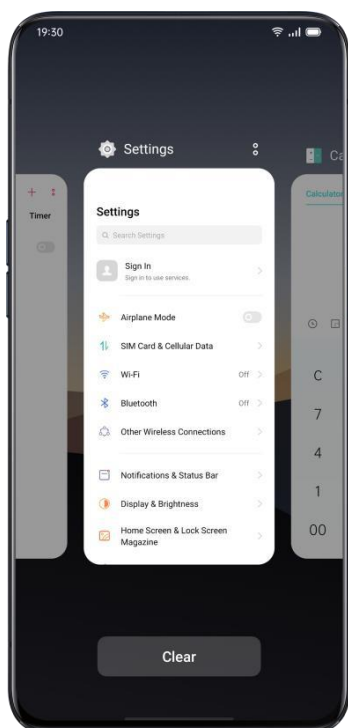 19:30
Settings
Ca
Timer
Settings
Search Settings
Sign In
Sign in to use services.
Airplane Mode
SIM Card & Cellular Data
Wi-Fi
Off
Bluetooth
Off
Other Wireless Connections
Notifications & Status Bar
Display & Brightness
Home Screen & Lock Screen
Magazine
Calculator
C
7
4
1
00
Clear